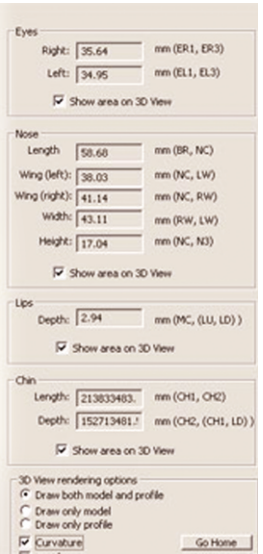 Eyes
Right: 35.64 mm (ER1, ER3)
Left: 34.95 mm (EL1, EL3)
Show area on 3D View
Nose
Length 58.68 mm (BR, NC)
Wing (left): 38.03 mm (NC, LW)
Wing (right): 41.14 mm (NC, RW)
Width: 43.11 mm (RW, LW)
Height: 17.04 mm (NC, N3)
Show area on 3D View
Lips
Depth: 2.94 mm (MC, (LU, LD) )
Show area on 3D View
Chin
Length: 213833483. mm (CH1, CH2)
Depth: 152713481. mm (CH2, (CH1, LD) )
Show area on 3D View
3D View rendering options
Draw both model and profile
Draw only model
Draw only profile
Curvature Go Home